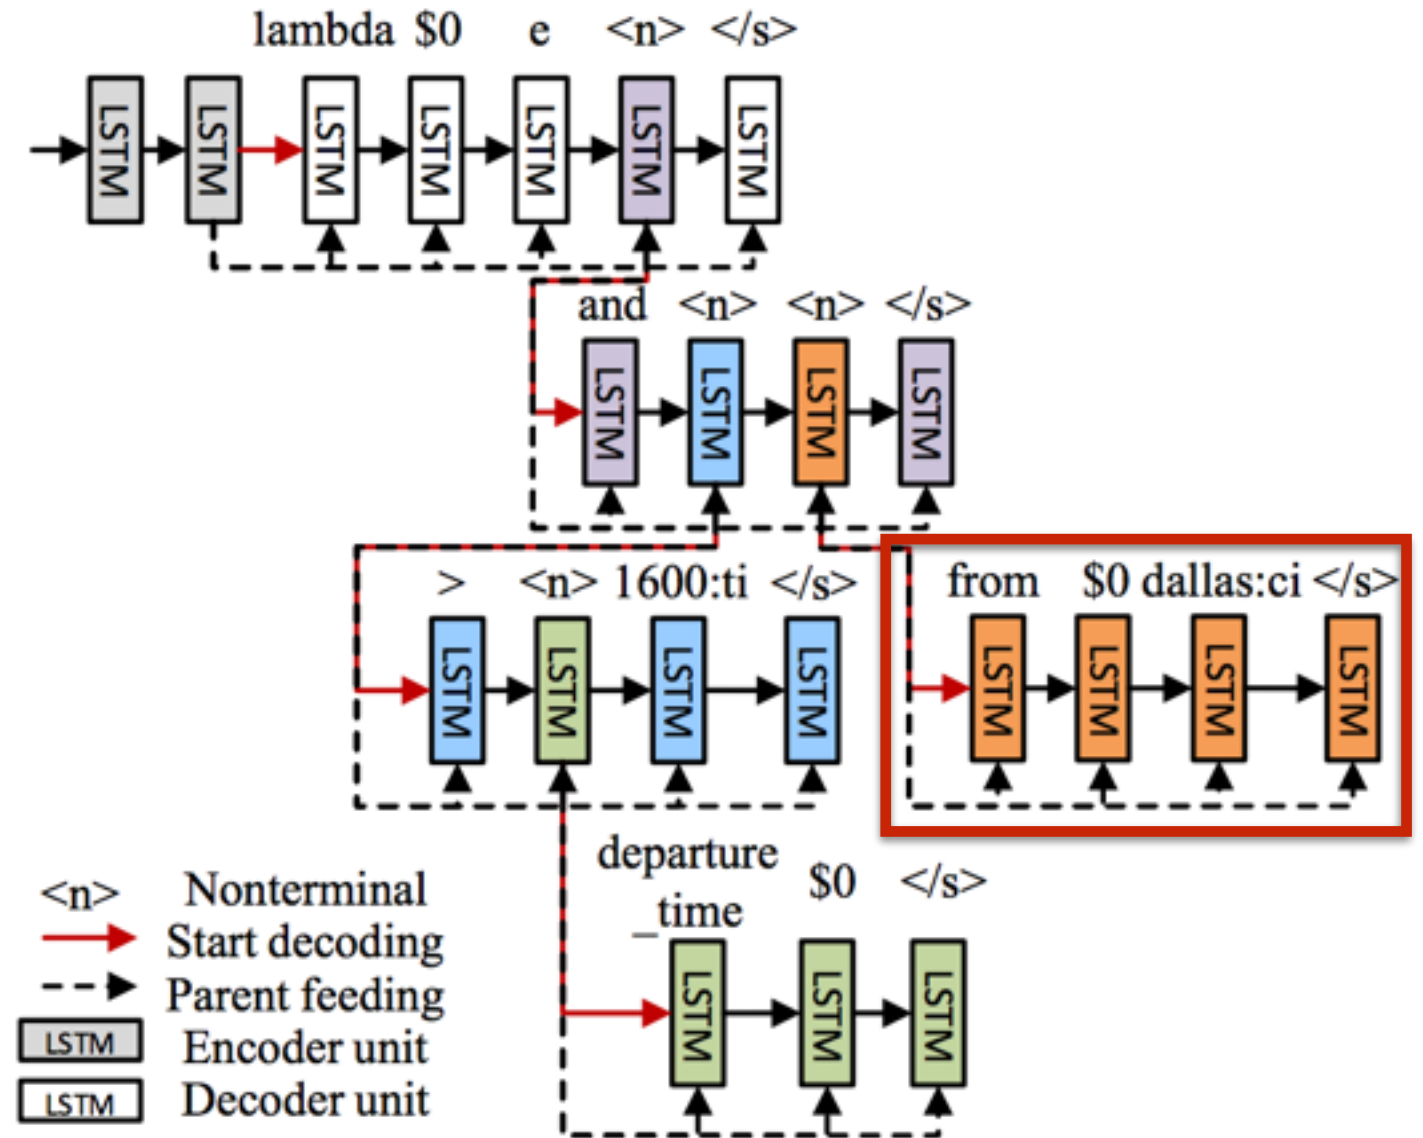 lambda $0 e <n> </s>
LSTM LSTM LSTM LSTM LSTM LSTM LSTM
and <n> <n> </s>
LSTM LSTM LSTM LSTM
> <n> 1600:ti </s>
LSTM LSTM LSTM LSTM
from $0 dallas:ci </s>
LSTM LSTM LSTM LSTM
departure
_time $0 </s>
LSTM LSTM LSTM
<n> Nonterminal
Start decoding
Parent feeding
LSTM Encoder unit
LSTM Decoder unit